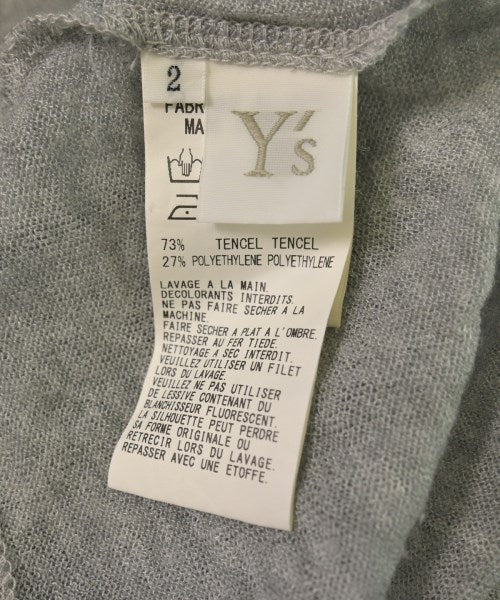 2
Y's
FABR
MA
73% TENCEL TENCEL
27% POLYETHYLENE POLYETHYLENE
LAVAGE A LA MAIN.
DECOLORANTS INTERDITS.
NE PAS FAIRE SECHER A LA
MACHINE.
FAIRE SECHER A PLAT A L'OMBRE.
REPASSER AU FER TIEDE.
NETTOYAGE A SEC INTERDIT.
VEUILLEZ UTILISER UN FILET
LORS DU LAVAGE.
VEUILLEZ NE PAS UTILISER
DE LESSIVE CONTENANT DU
BLANCHISSEUR FLUORESCENT.
LA SILHOUETTE PEUT PERDRE
SA FORME ORIGINALE OU
RETRECIR LORS DU LAVAGE.
REPASSER AVEC UNE ETOFFE.